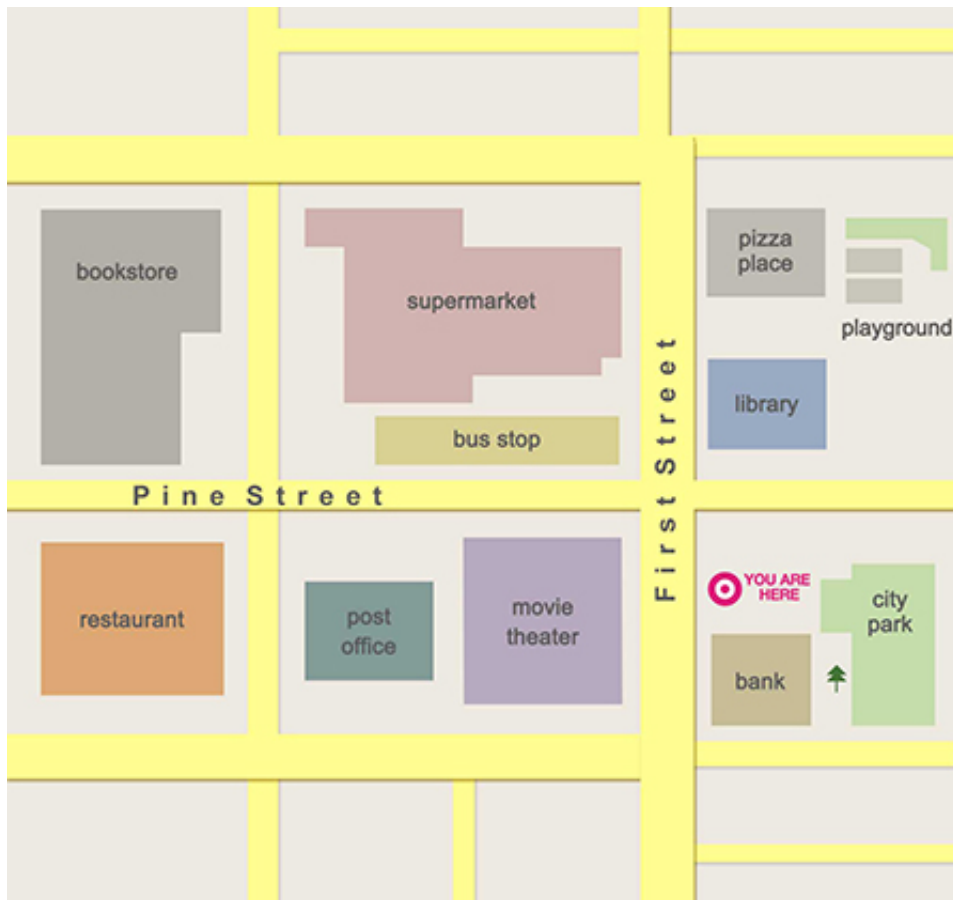 bookstore
supermarket
pizza
place
playground
library
bus stop
Pine Street
First Street
restaurant
post
office
movie
theater
YOU ARE
HERE
city
park
bank